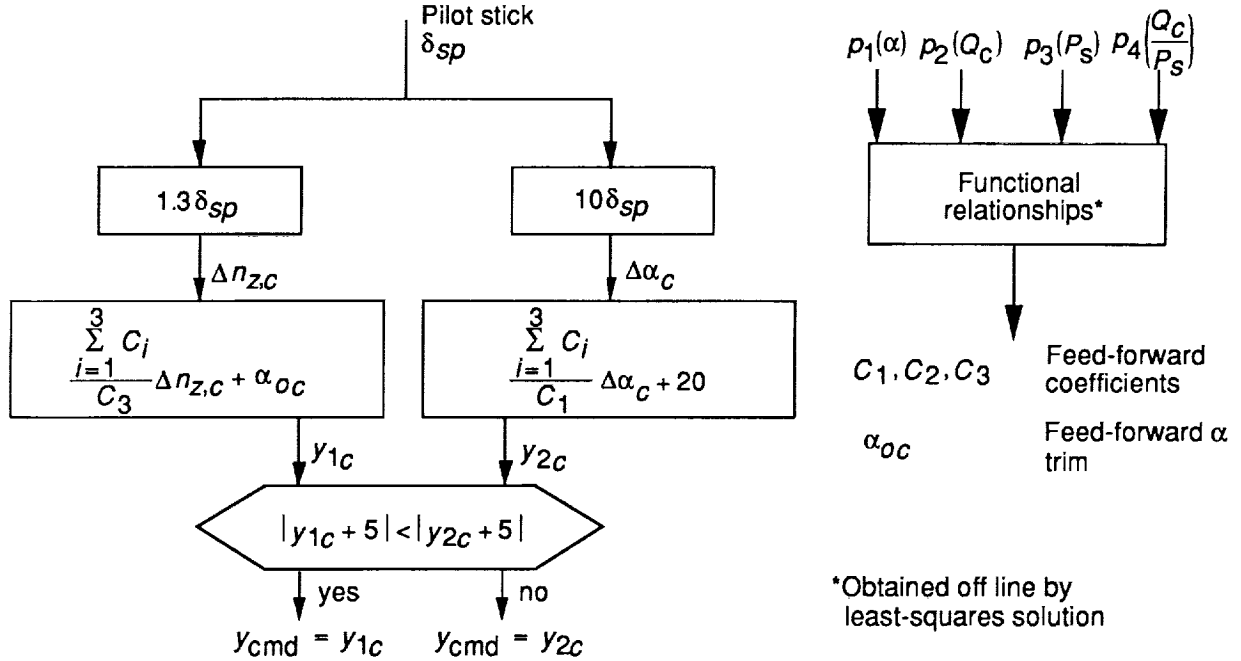 Pilot stick
δsp
1.3δsp
10δsp
Δnz,c
Δαc
3
Σ Ci
i=1
C3
Δnz,c + αoc
3
Σ Ci
i=1
C1
Δαc + 20
y1c
y2c
|y1c + 5| < |y2c + 5|
yes
no
ycmd = y1c
ycmd = y2c
p1(α) p2(Qc) p3(Ps) p4(Qc/Ps)
Functional
relationships*
C1, C2, C3
Feed-forward
coefficients
αoc
Feed-forward α
trim
*Obtained off line by
least-squares solution